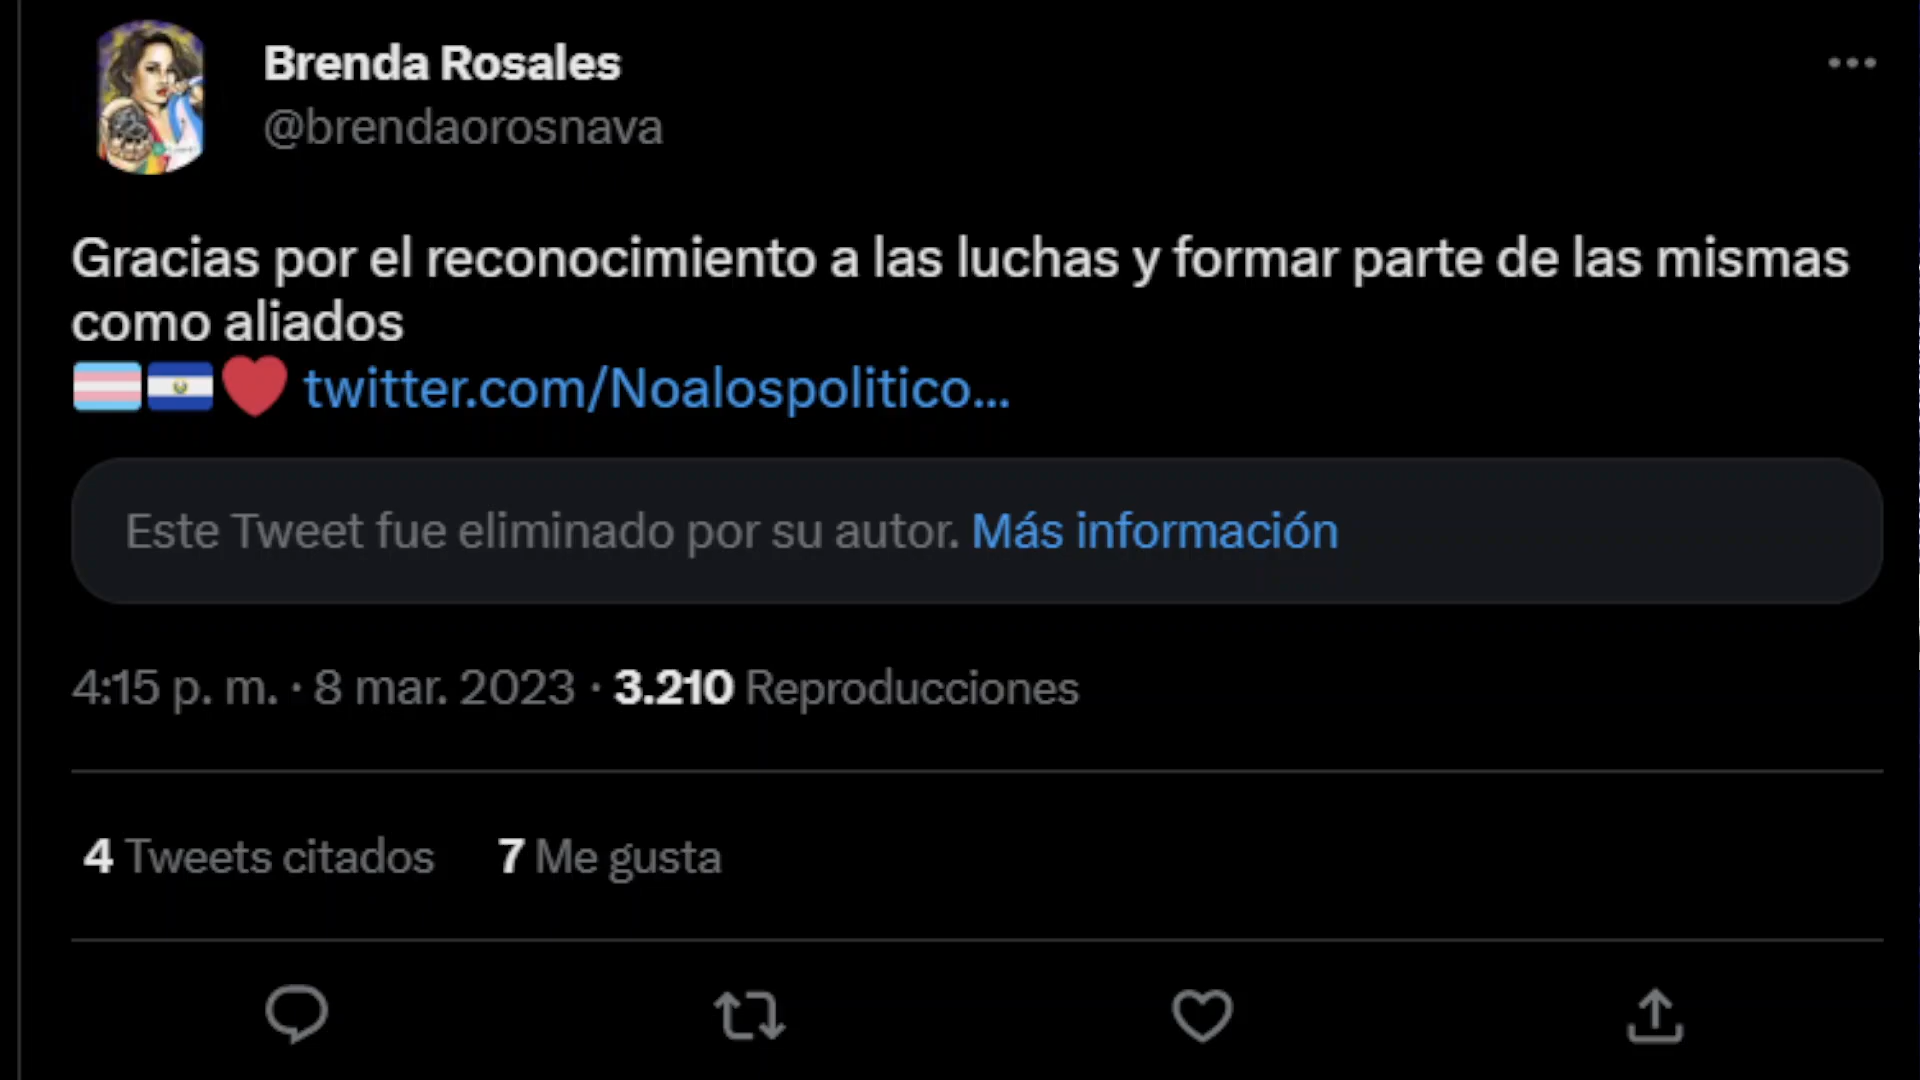 Brenda Rosales
@brendaorosnava
Gracias por el reconocimiento a las luchas y formar parte de las mismas
como aliados
twitter.com/Noalospolitico...
Este Tweet fue eliminado por su autor. Más información
4:15 p. m. · 8 mar. 2023 · 3.210 Reproducciones
4 Tweets citados 7 Me gusta